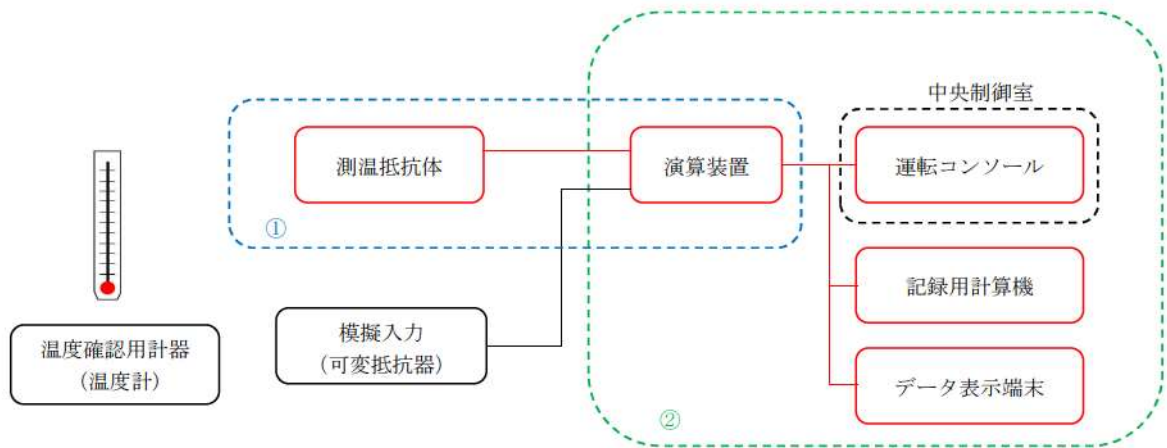 中央制御室
測温抵抗体
演算装置
運転コンソール
①
記録用計算機
模擬入力
（可変抵抗器）
温度確認用計器
（温度計）
データ表示端末
②